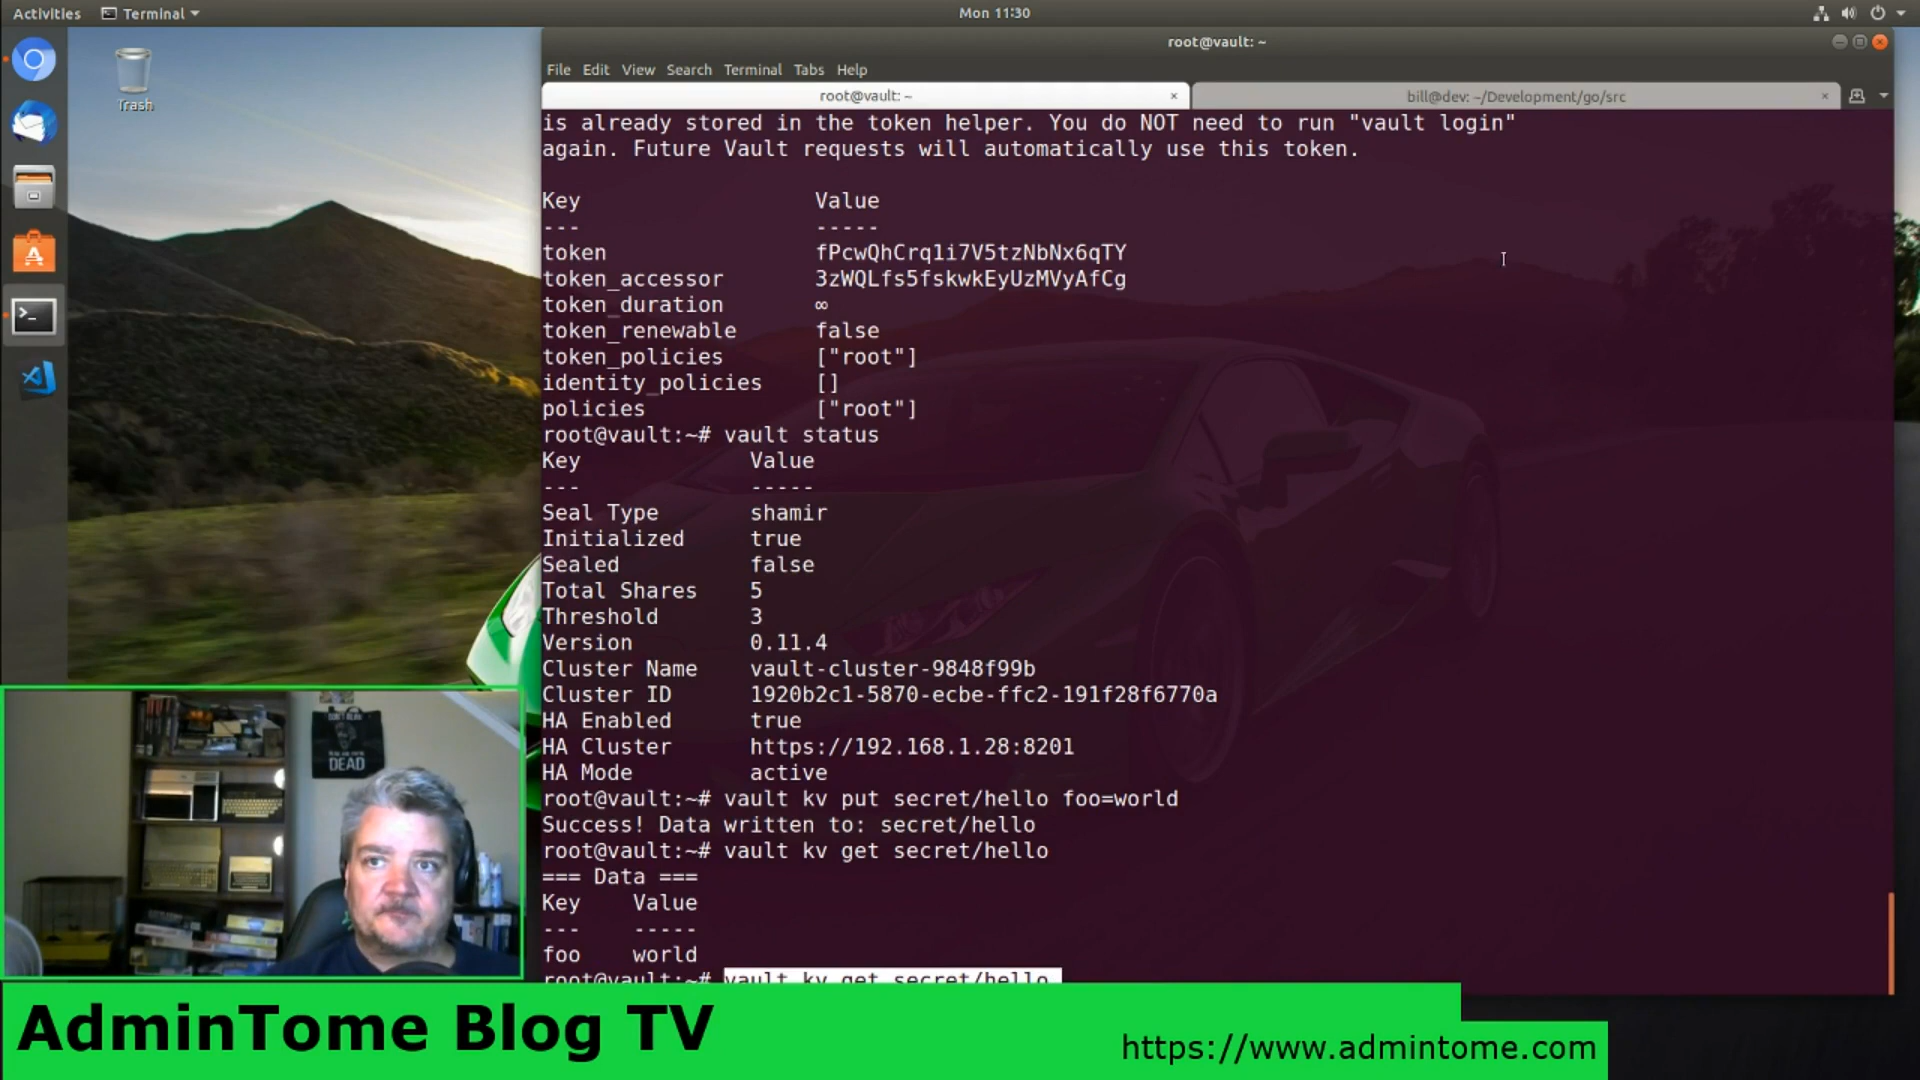 Activities
Terminal
Mon 11:30
Trash
root@vault: ~
File Edit View Search Terminal Tabs Help
root@vault: ~
bill@dev: ~/Development/go/src
is already stored in the token helper. You do NOT need to run "vault login"
again. Future Vault requests will automatically use this token.
Key Value
--- -----
token fPcwQhCrq1i7V5tzNbNx6qTY
token_accessor 3zWQLfs5fskwkEyUzMVyAfCg
token_duration ∞
token_renewable false
token_policies ["root"]
identity_policies []
policies ["root"]
root@vault:~# vault status
Key Value
--- -----
Seal Type shamir
Initialized true
Sealed false
Total Shares 5
Threshold 3
Version 0.11.4
Cluster Name vault-cluster-9848f99b
Cluster ID 1920b2c1-5870-ecbe-ffc2-191f28f6770a
HA Enabled true
HA Cluster https://192.168.1.28:8201
HA Mode active
root@vault:~# vault kv put secret/hello foo=world
Success! Data written to: secret/hello
root@vault:~# vault kv get secret/hello
=== Data ===
Key Value
--- -----
foo world
root@vault:~# vault kv get secret/hello
DEAD
AdminTome Blog TV
https://www.admintome.com